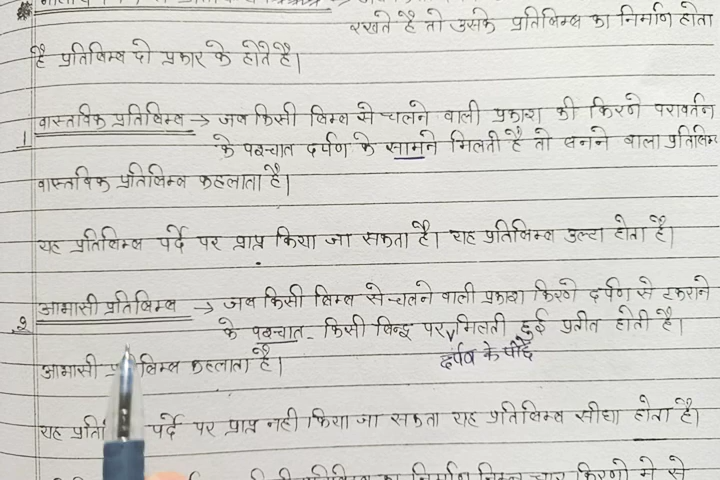 रखते है तो उसके प्रतिबिम्ब का निर्माण होता
है प्रतिबिम्ब दो प्रकार के होते है।
1 वास्तविक प्रतिबिम्ब → जब किसी बिम्ब से चलने वाली प्रकाश की किरणे परावर्तन
के पश्चात दर्पण के सामने मिलती है तो बनने वाला प्रतिबिम्ब
वास्तविक प्रतिबिम्ब कहलाता है।
यह प्रतिबिम्ब पर्दे पर प्राप्त किया जा सकता है। यह प्रतिबिम्ब उल्टा होता है।
2 आभासी प्रतिबिम्ब → जब किसी बिम्ब से चलने वाली प्रकाश किरणे दर्पण से टकराने
के पश्चात किसी बिन्दू पर मिलती हुई प्रतीत होती है।
दर्पण के पीछे
आभासी प्रतिबिम्ब कहलाता है।
यह प्रति पर्दे पर प्राप्त नही किया जा सकता यह प्रतिबिम्ब सीधा होता है।